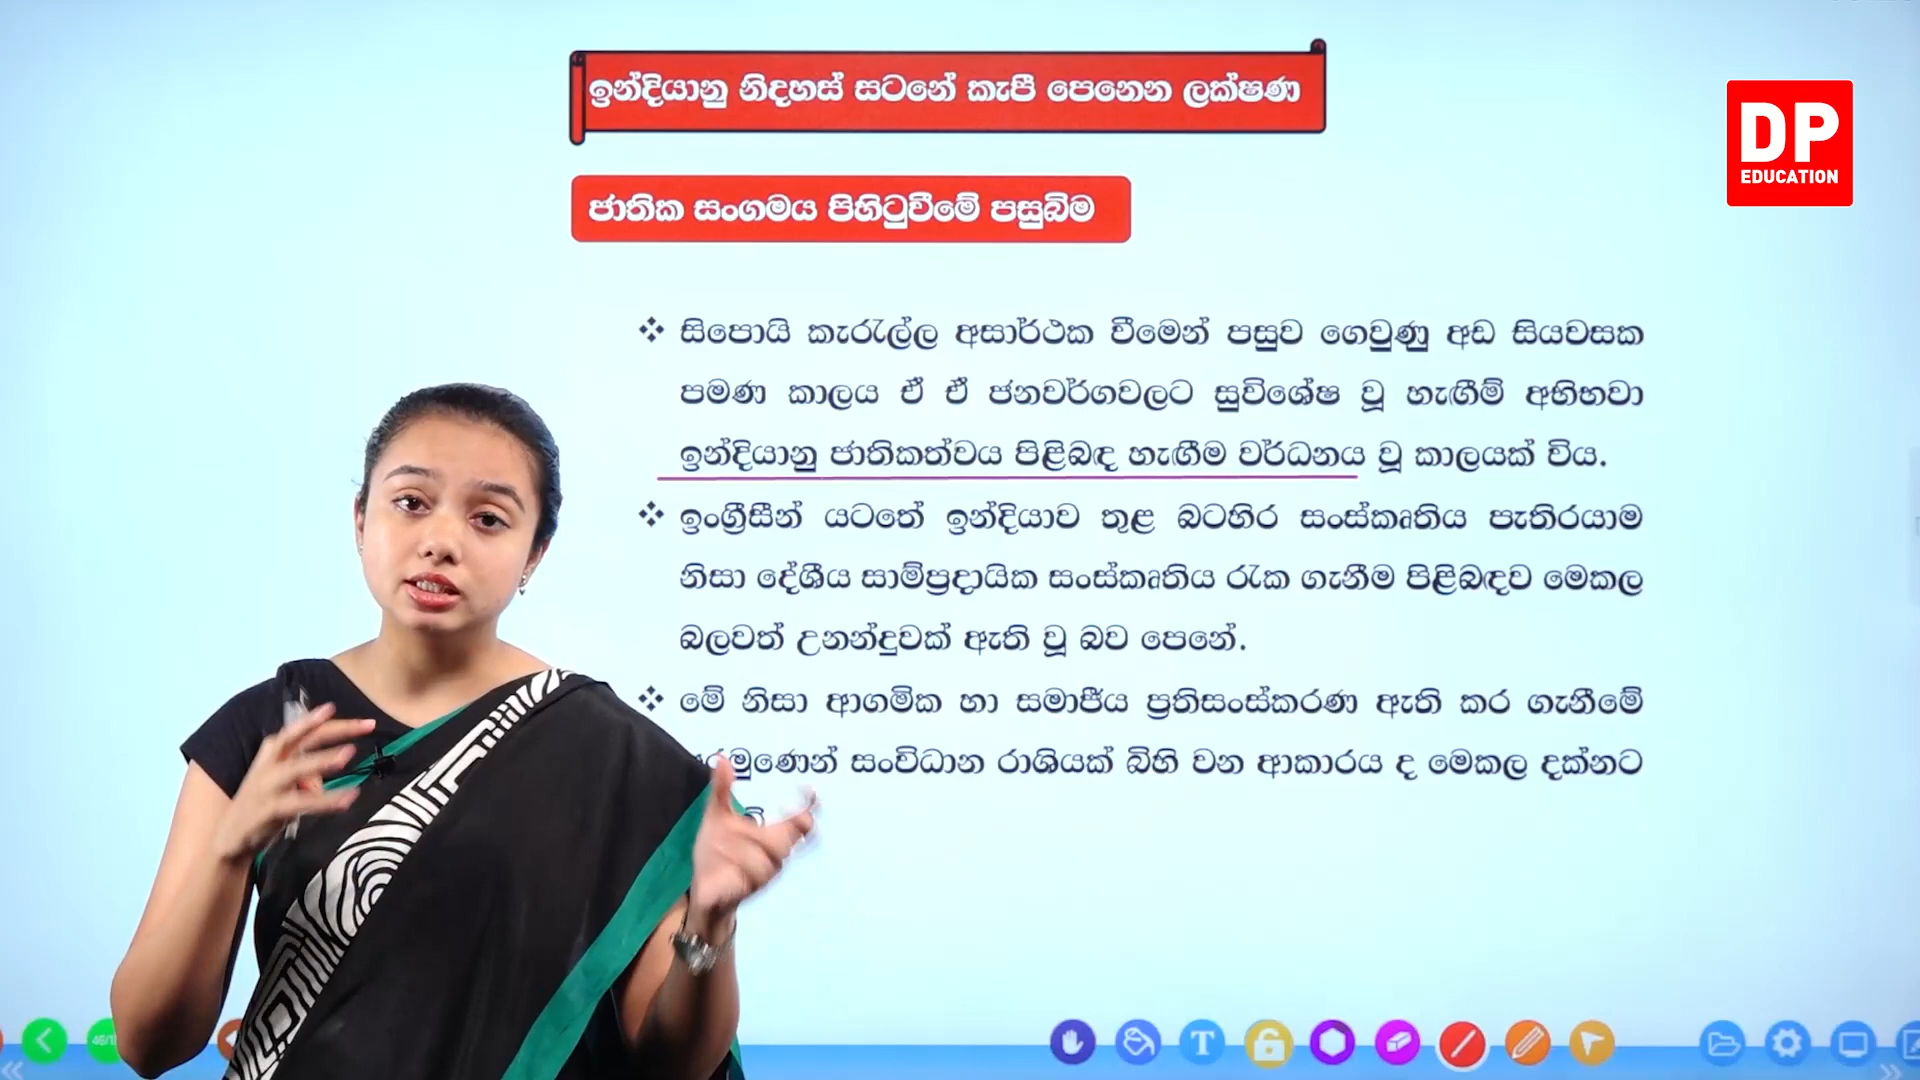 ඉන්දියානු නිදහස් සටනේ කැපී පෙනෙන ලක්ෂණ
DP
EDUCATION
ජාතික සංගමය පිහිටුවීමේ පසුබිම
❖ සිපොයි කැරැල්ල අසාර්ථක වීමෙන් පසුව ගෙවුණු අඩ සියවසක
පමණ කාලය ඒ ඒ ජනවර්ගවලට සුවිශේෂ වූ හැඟීම් අභිභවා
ඉන්දියානු ජාතිකත්වය පිළිබඳ හැඟීම වර්ධනය වූ කාලයක් විය.
❖ ඉංග්‍රීසීන් යටතේ ඉන්දියාව තුළ බටහිර සංස්කෘතිය පැතිරයාම
නිසා දේශීය සාම්ප්‍රදායික සංස්කෘතිය රැක ගැනීම පිළිබඳව මෙකල
බලවත් උනන්දුවක් ඇති වූ බව පෙනේ.
❖ මේ නිසා ආගමික හා සමාජීය ප්‍රතිසංස්කරණ ඇති කර ගැනීමේ
සංවිධාන රාශියක් බිහි වන ආකාරය ද මෙකල දක්නට